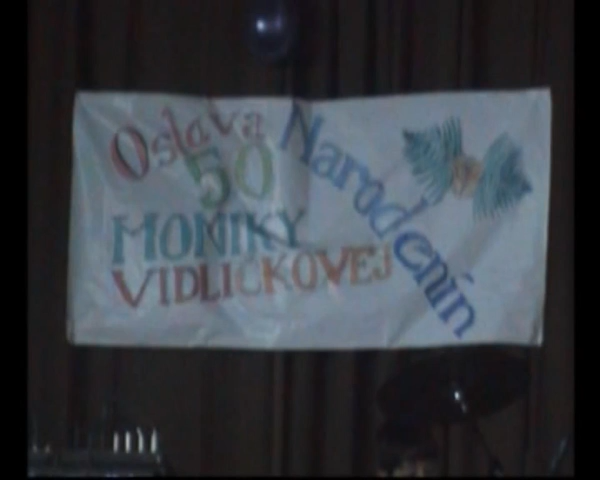 Oslava
50
Narodenín
MONIKY
VIDLIČKOVEJ